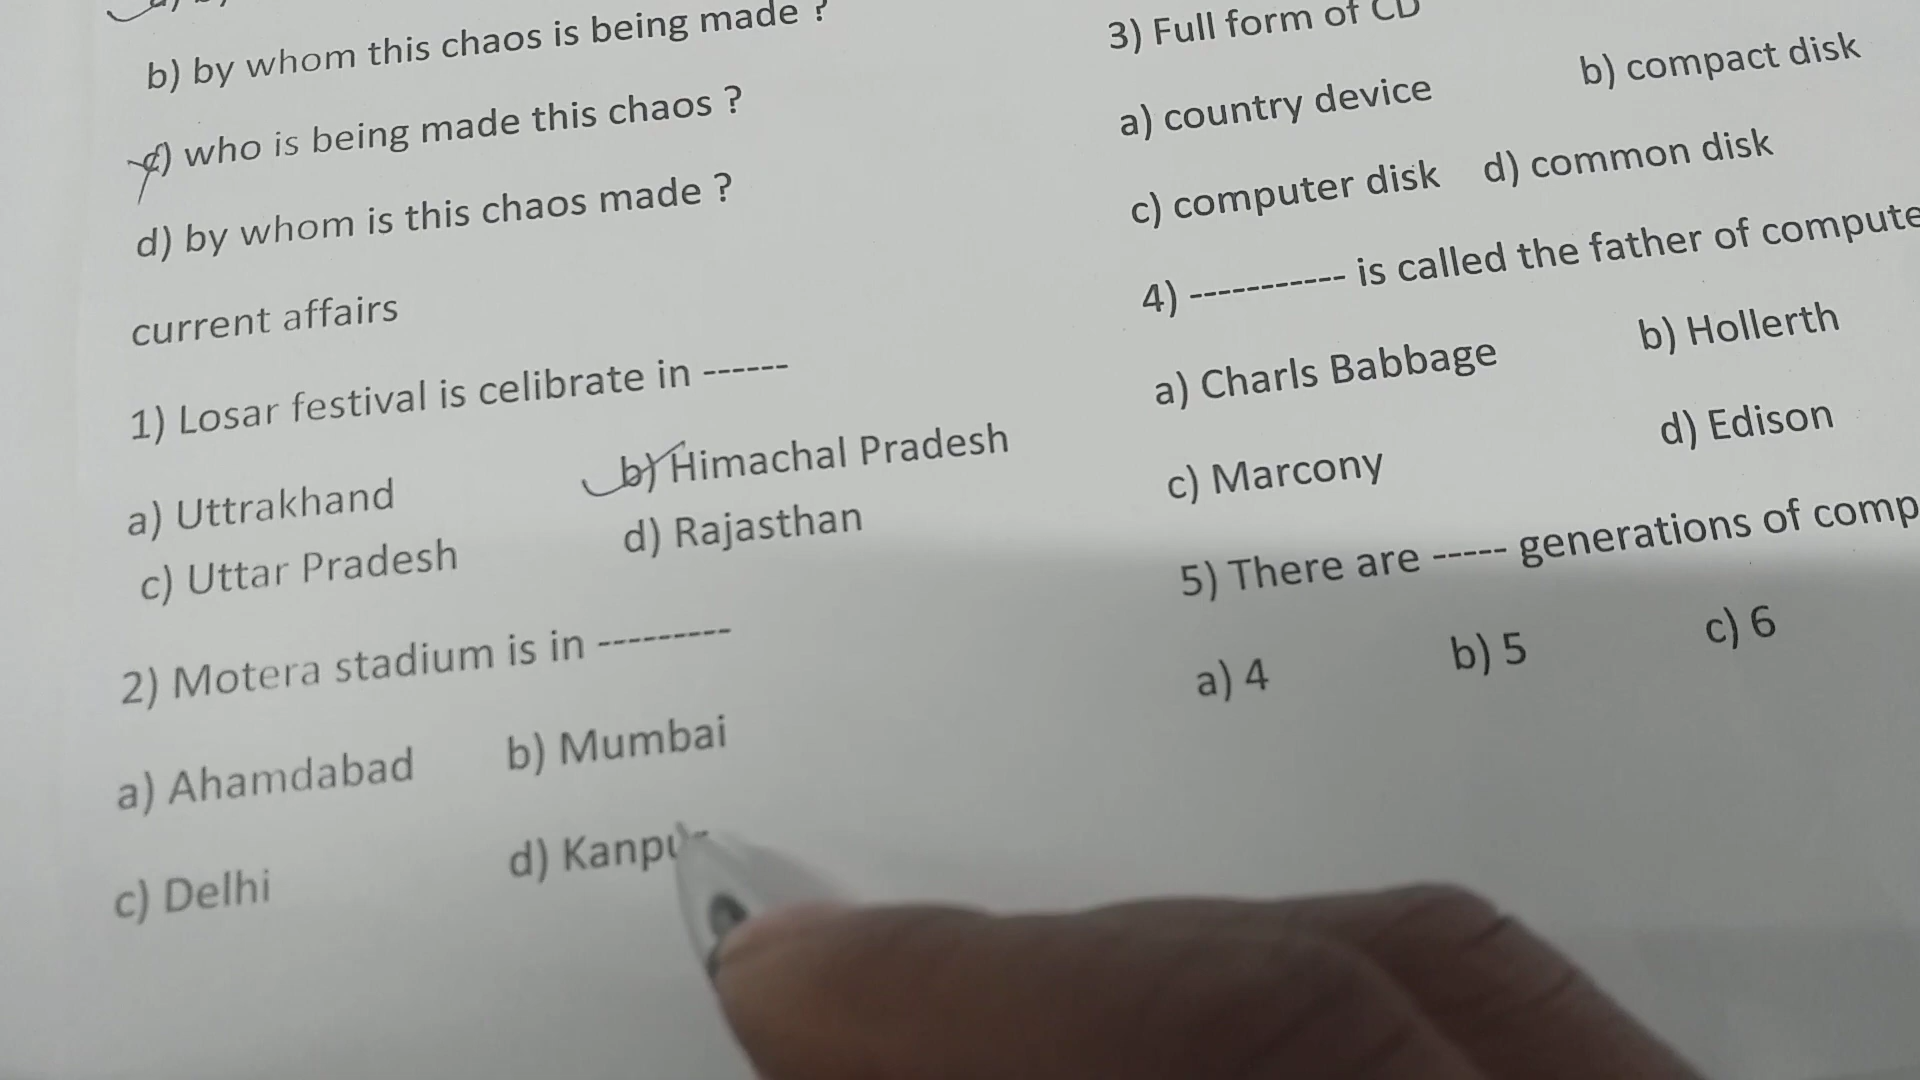 b) by whom this chaos is being made ?
c) who is being made this chaos ?
d) by whom is this chaos made ?
current affairs
1) Losar festival is celibrate in ------
a) Uttrakhand b) Himachal Pradesh
c) Uttar Pradesh d) Rajasthan
2) Motera stadium is in ---------
a) Ahamdabad b) Mumbai
c) Delhi d)
3) Full form of CD
a) country device b) compact disk
c) computer disk d) common disk
4) ----------- is called the father of
a) Charls Babbage b) Hollerth
c) Marcony d) Edison
5) There are ----- generations of
a) 4 b) 5 c) 6